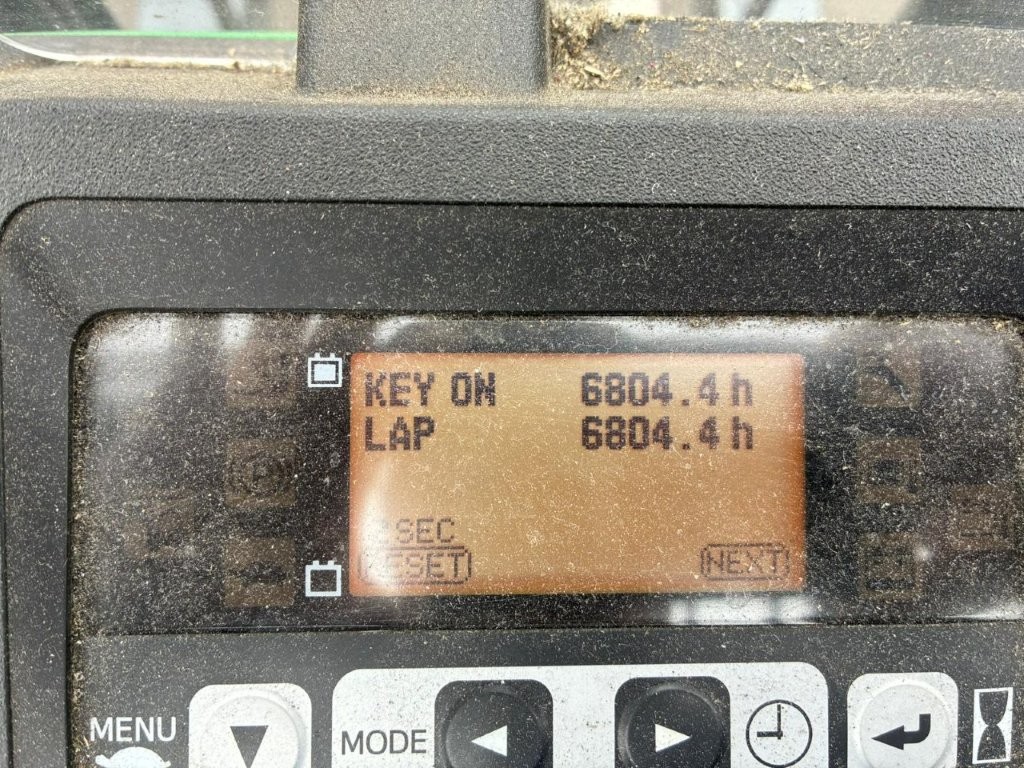 KEY ON 6804.4 h
LAP 6804.4 h
SEC
RESET NEXT
MENU MODE